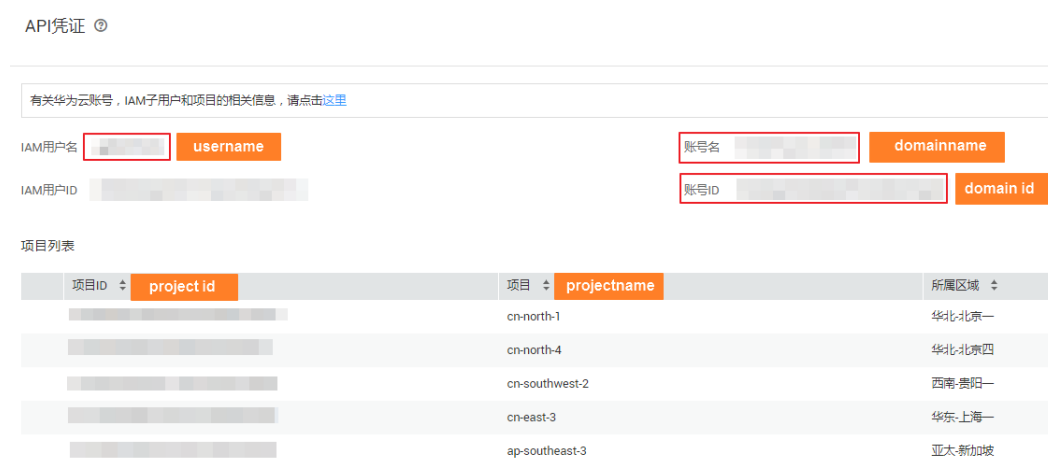 API凭证
有关华为云账号，IAM子用户和项目的相关信息，请点击这里
IAM用户名 username 账号名 domainname
IAM用户ID 账号ID domain id
项目列表
项目ID project id 项目 projectname 所属区域
cn-north-1 华北-北京一
cn-north-4 华北-北京四
cn-southwest-2 西南-贵阳一
cn-east-3 华东-上海一
ap-southeast-3 亚太-新加坡